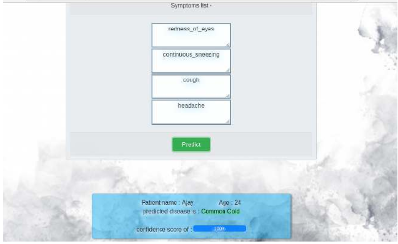 Symptoms list -
redness_of_eyes
continuous_sneezing
cough
headache
Predict
Patient name : Ajay Age : 24
predicted disease is : Common Cold
confidence score of :